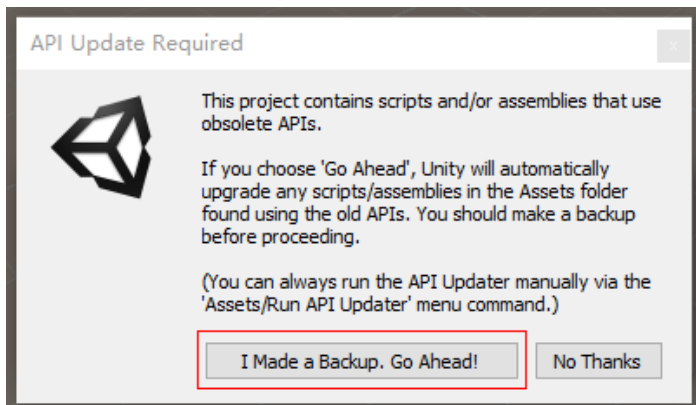 API Update Required
x
This project contains scripts and/or assemblies that use
obsolete APIs.
If you choose 'Go Ahead', Unity will automatically
upgrade any scripts/assemblies in the Assets folder
found using the old APIs. You should make a backup
before proceeding.
(You can always run the API Updater manually via the
'Assets/Run API Updater' menu command.)
I Made a Backup. Go Ahead!
No Thanks